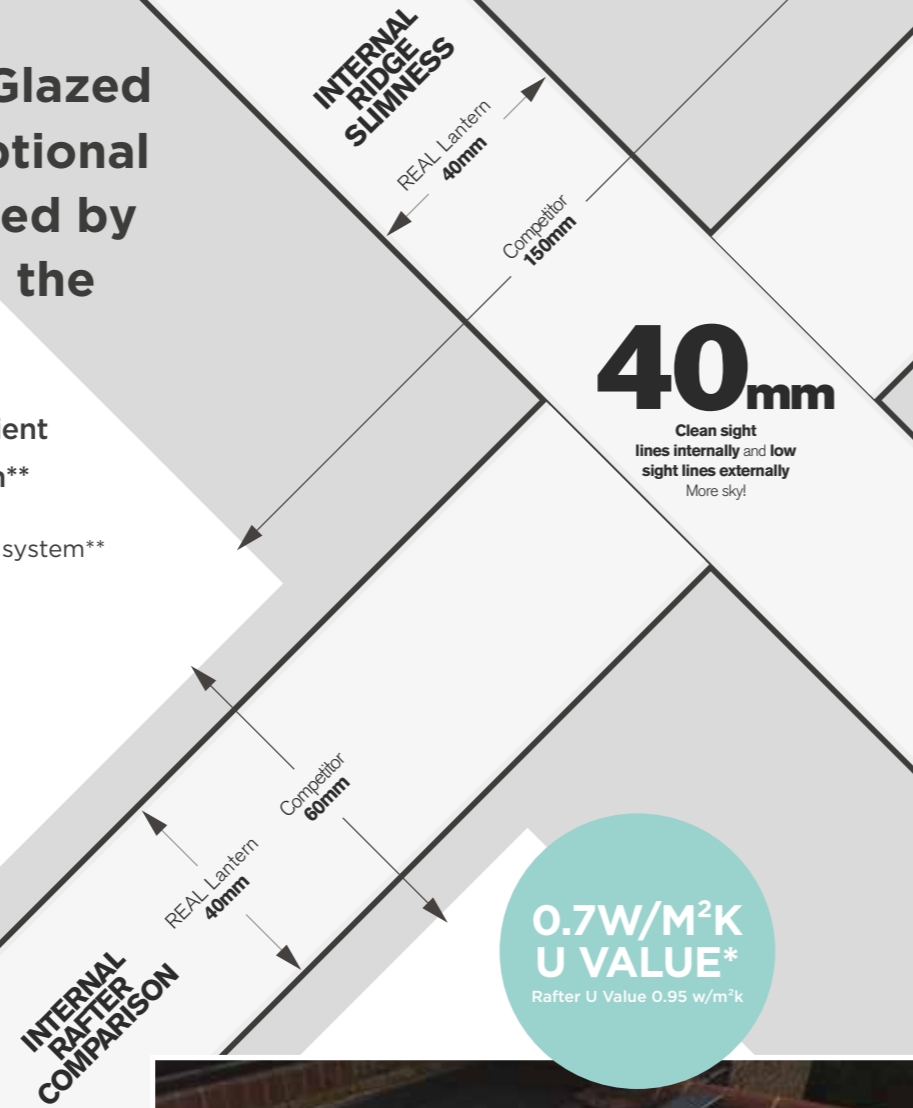 Glazed
ptional
ed by
the
ient
n**
system**
INTERNAL
RIDGE
SLIMNESS
REAL Lantern
40mm
Competitor
150mm
40mm
Clean sight
lines internally and low
sight lines externally
More sky!
Competitor
60mm
REAL Lantern
40mm
INTERNAL
RAFTER
COMPARISON
0.7W/M²K
U VALUE*
Rafter U Value 0.95 w/m²k